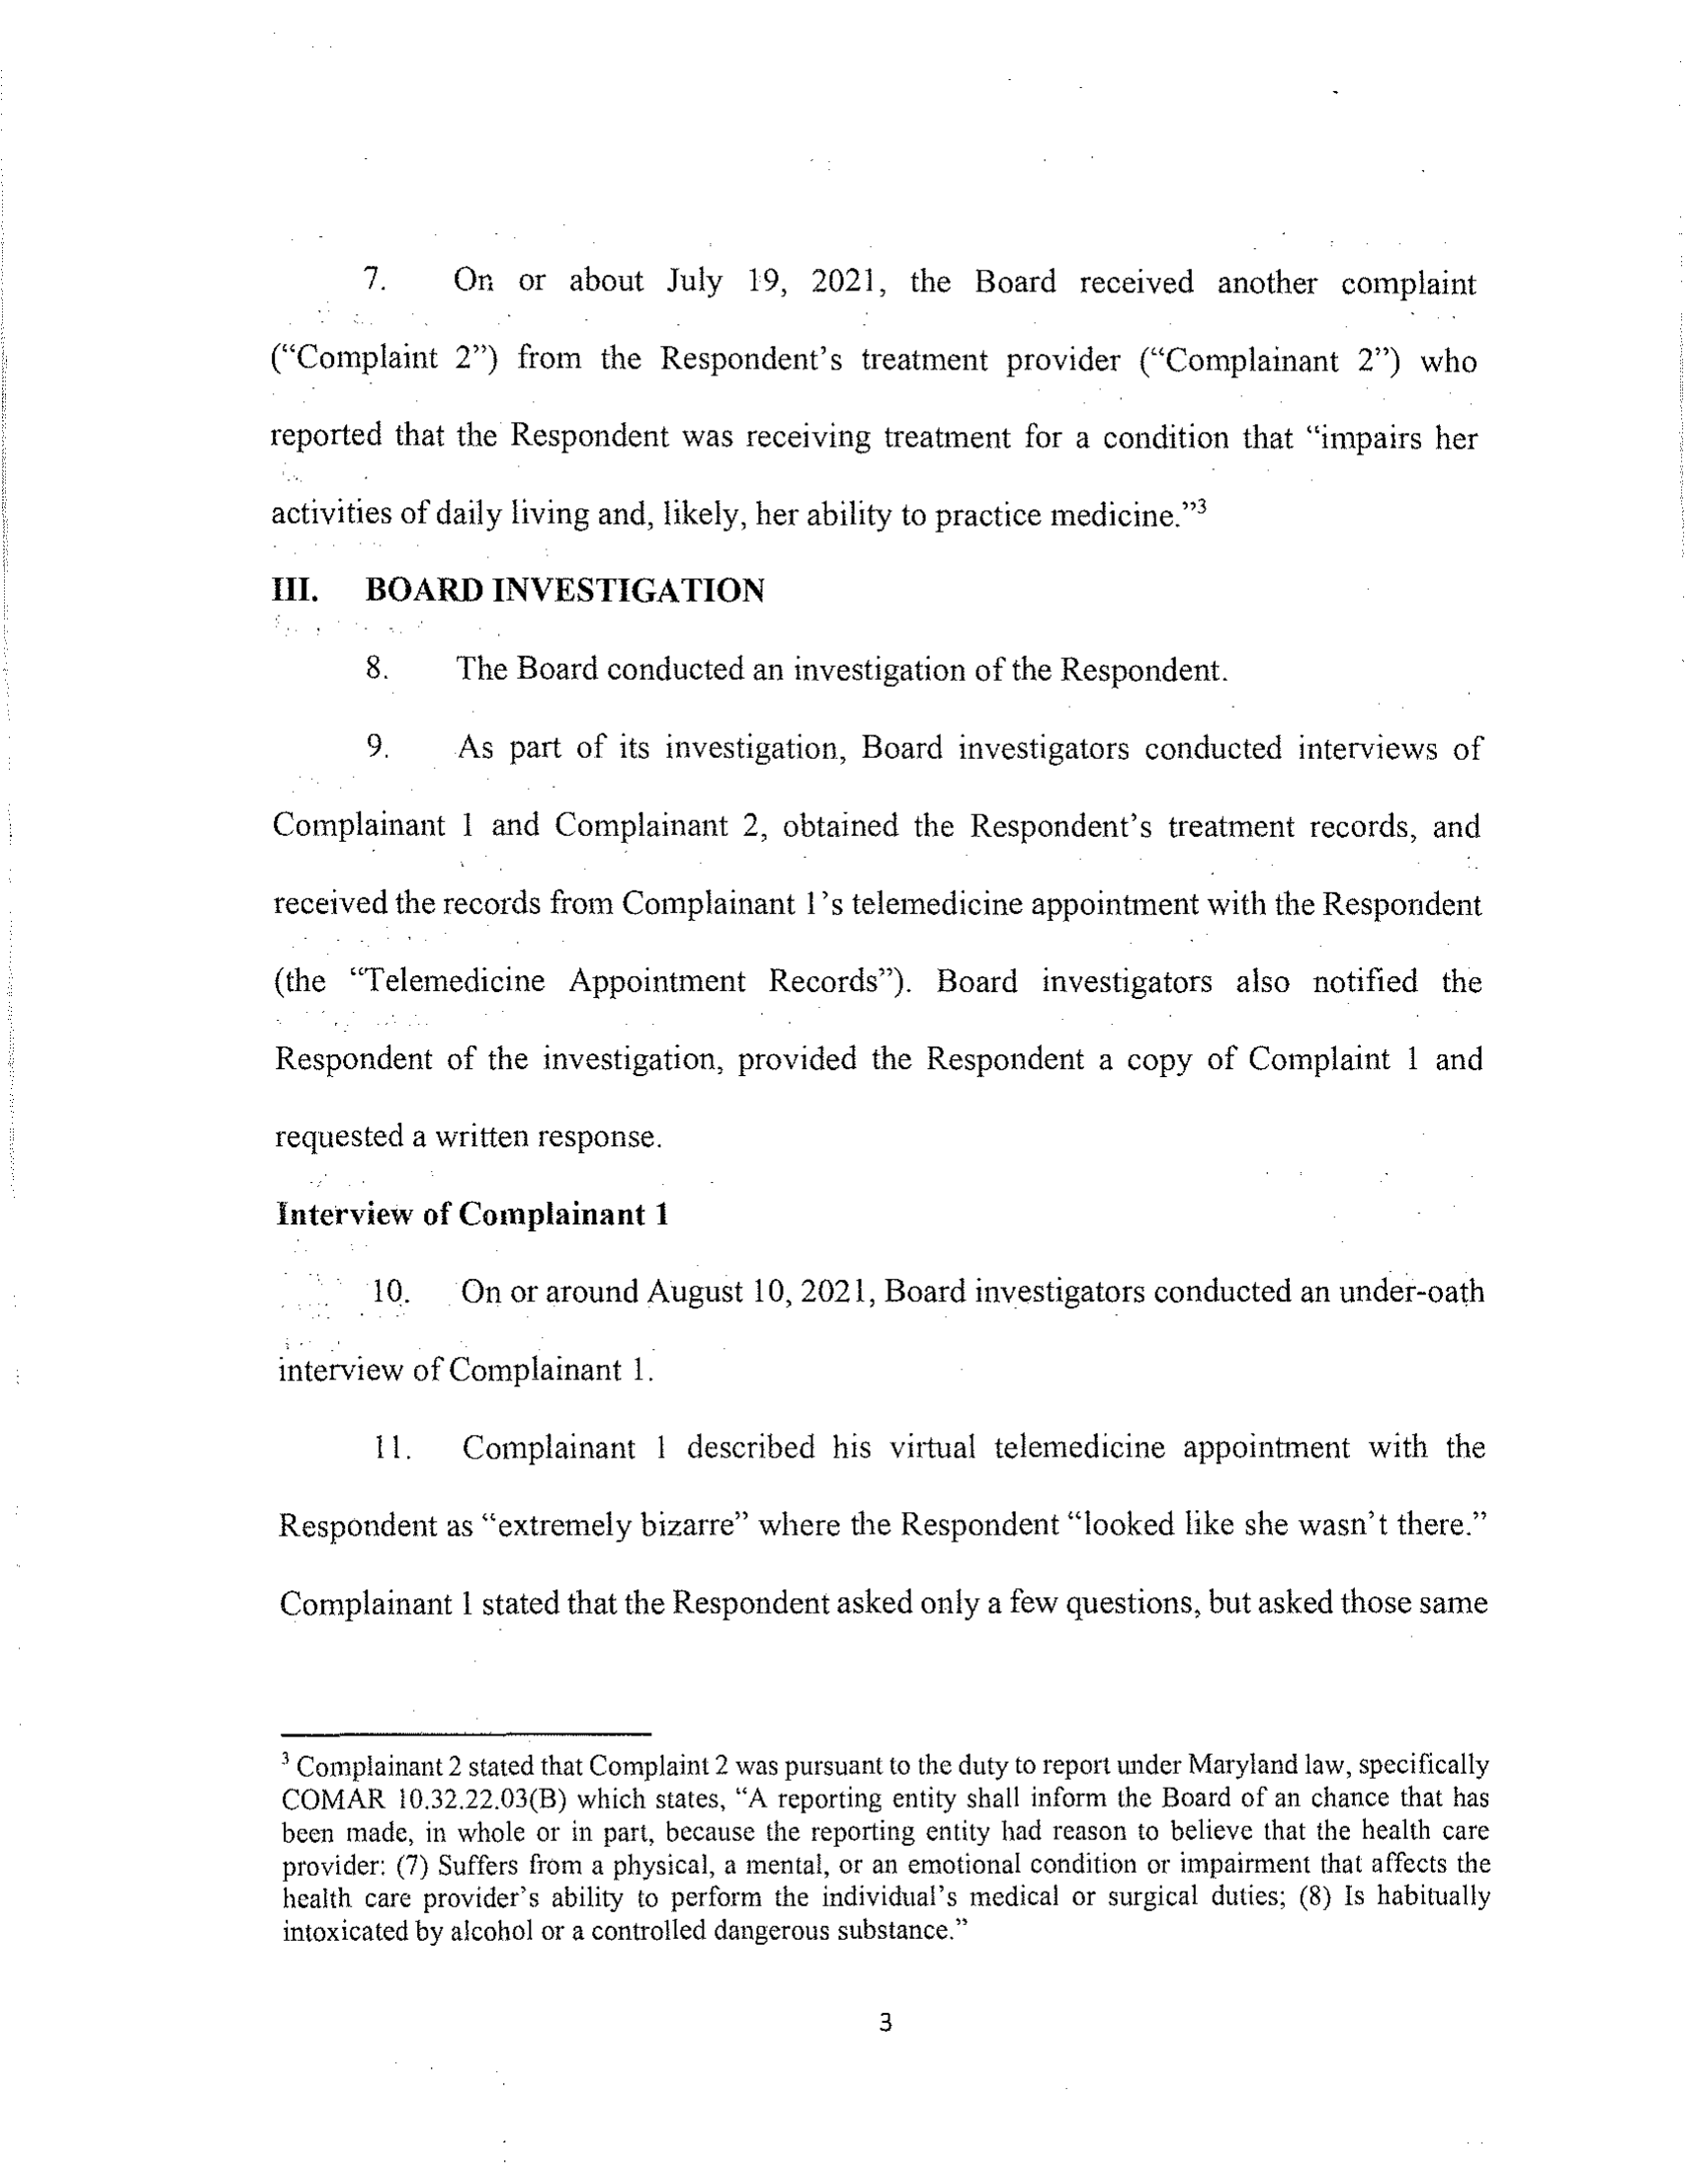 7. On or about July 19, 2021, the Board received another complaint
(“Complaint 2”) from the Respondent’s treatment provider (“Complainant 2”) who
reported that the Respondent was receiving treatment for a condition that “impairs her
activities of daily living and, likely, her ability to practice medicine.”³
III. BOARD INVESTIGATION
8. The Board conducted an investigation of the Respondent.
9. As part of its investigation, Board investigators conducted interviews of
Complainant 1 and Complainant 2, obtained the Respondent’s treatment records, and
received the records from Complainant 1’s telemedicine appointment with the Respondent
(the “Telemedicine Appointment Records”). Board investigators also notified the
Respondent of the investigation, provided the Respondent a copy of Complaint 1 and
requested a written response.
Interview of Complainant 1
10. On or around August 10, 2021, Board investigators conducted an under-oath
interview of Complainant 1.
11. Complainant 1 described his virtual telemedicine appointment with the
Respondent as “extremely bizarre” where the Respondent “looked like she wasn’t there.”
Complainant 1 stated that the Respondent asked only a few questions, but asked those same
³ Complainant 2 stated that Complaint 2 was pursuant to the duty to report under Maryland law, specifically
COMAR 10.32.22.03(B) which states, “A reporting entity shall inform the Board of an chance that has
been made, in whole or in part, because the reporting entity had reason to believe that the health care
provider: (7) Suffers from a physical, a mental, or an emotional condition or impairment that affects the
health care provider’s ability to perform the individual’s medical or surgical duties; (8) Is habitually
intoxicated by alcohol or a controlled dangerous substance.”
3